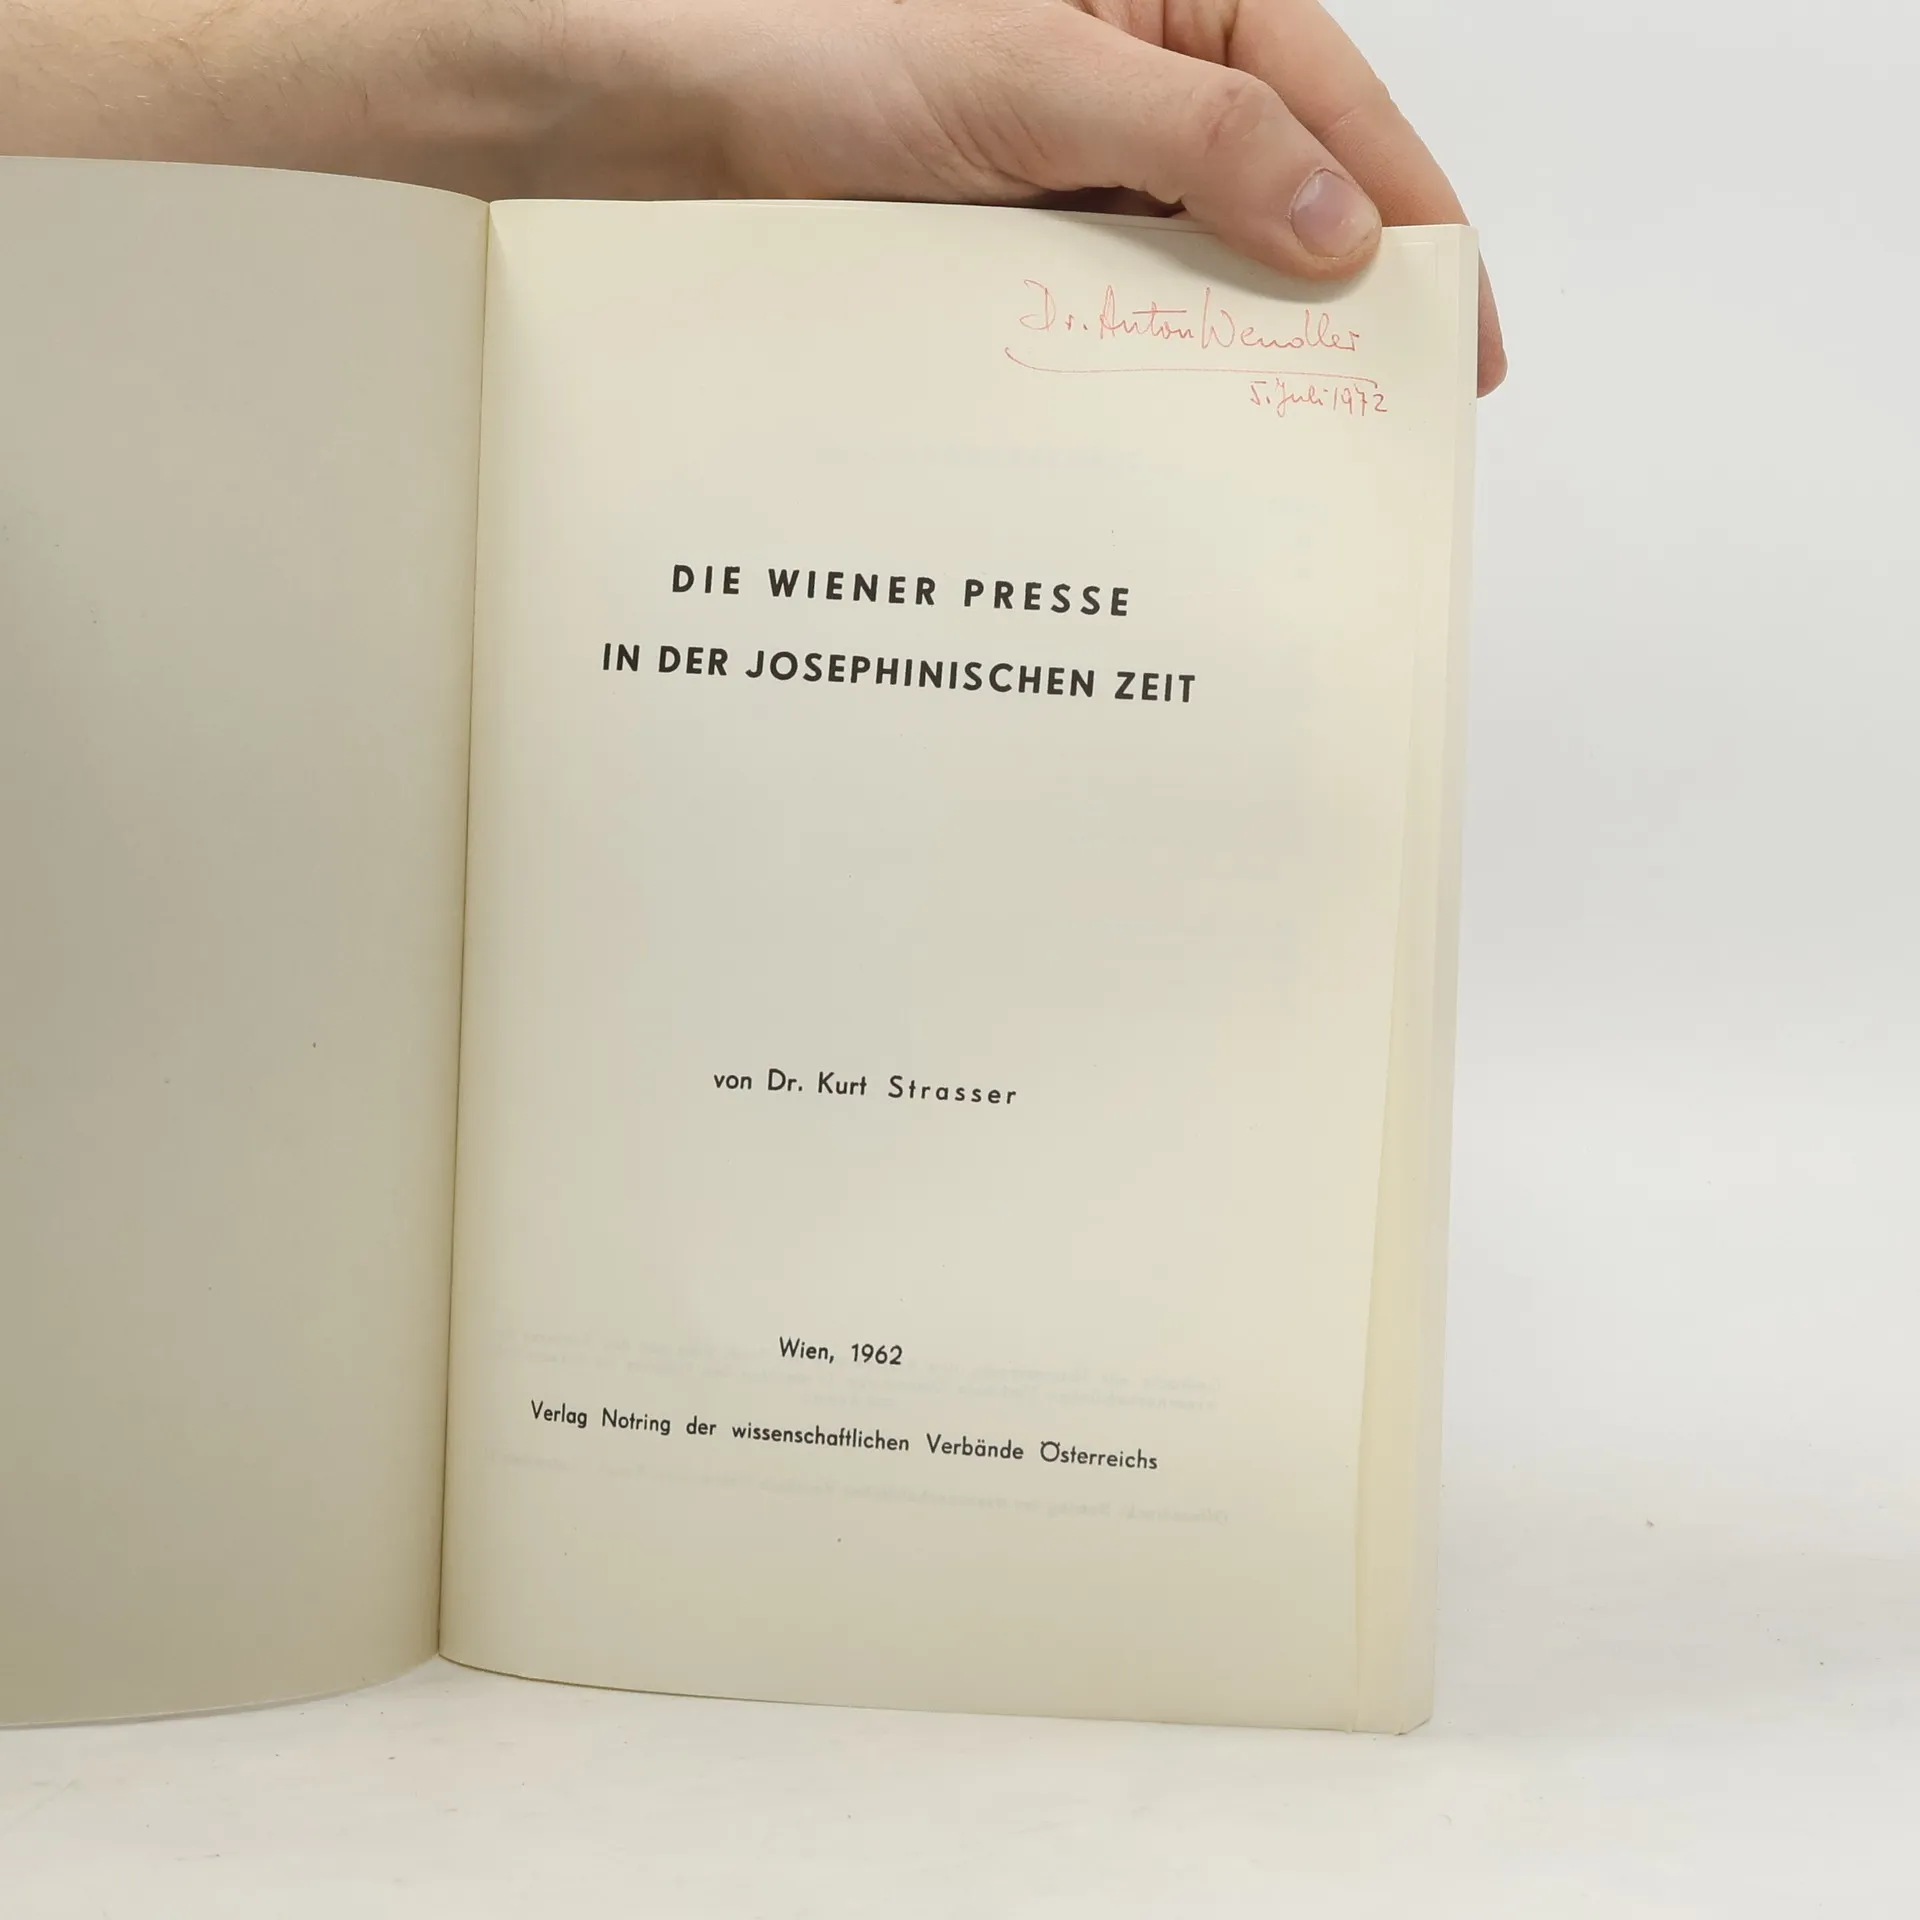 Dr. Anton Wendler
5. Juli 1972
DIE WIENER PRESSE
IN DER JOSEPHINISCHEN ZEIT
von Dr. Kurt Strasser
Wien, 1962
Verlag Notring der wissenschaftlichen Verbände Österreichs